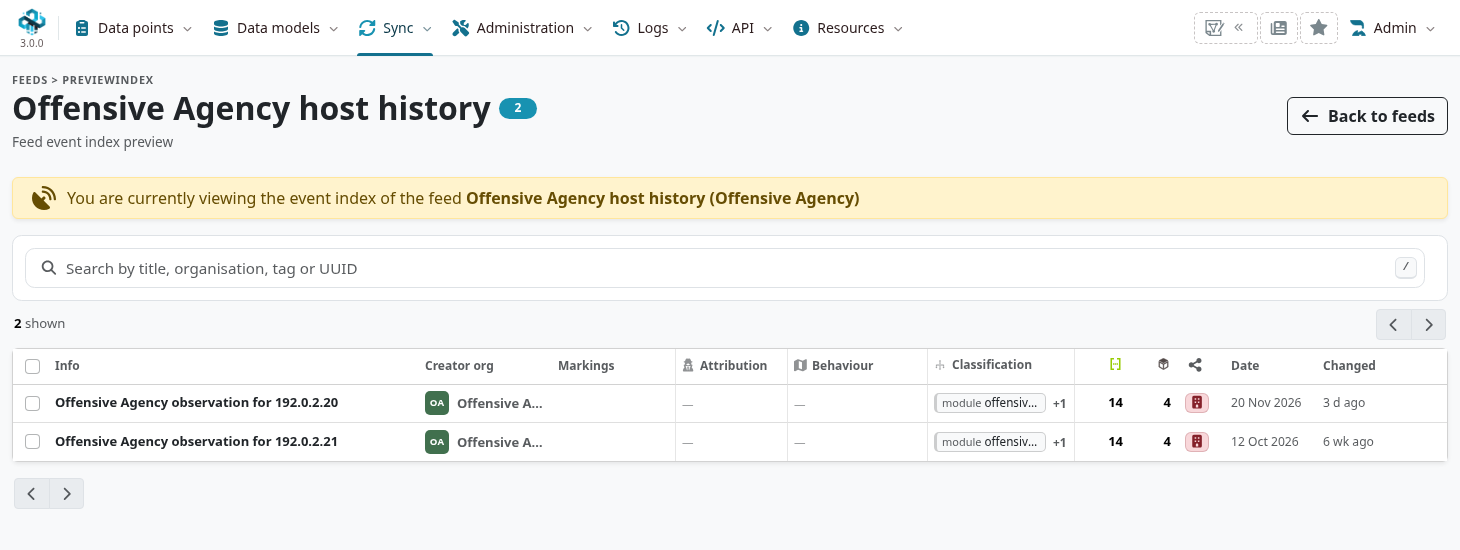 3.0.0
Data points
Data models
Sync
Administration
Logs
API
Resources
«
Admin
FEEDS > PREVIEWINDEX
Offensive Agency host history 2
Feed event index preview
Back to feeds
You are currently viewing the event index of the feed Offensive Agency host history (Offensive Agency)
Search by title, organisation, tag or UUID /
2 shown
Info Creator org Markings Attribution Behaviour Classification Date Changed
Offensive Agency observation for 192.0.2.20 OA Offensive A... — — module offensiv... +1 14 4 20 Nov 2026 3 d ago
Offensive Agency observation for 192.0.2.21 OA Offensive A... — — module offensiv... +1 14 4 12 Oct 2026 6 wk ago